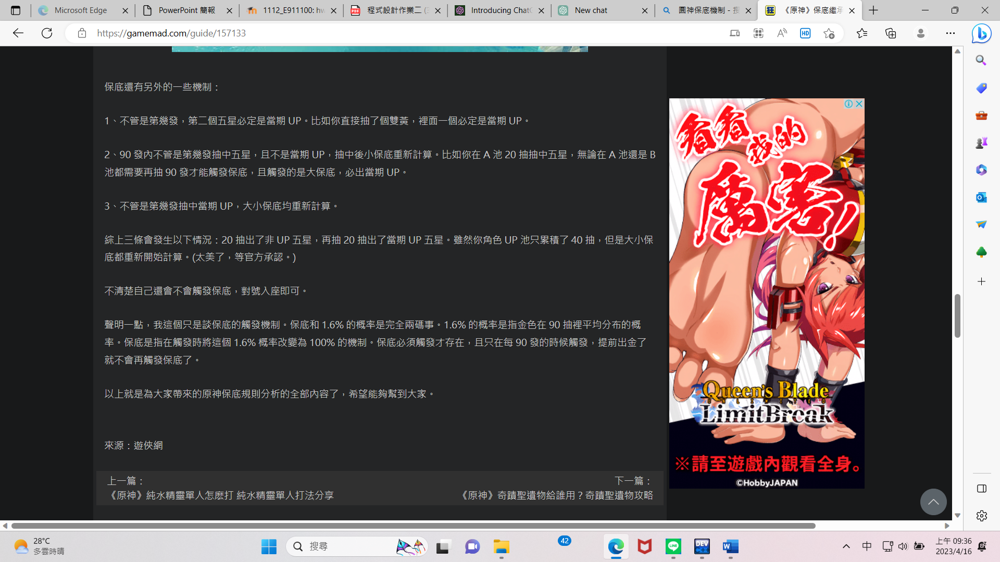 Microsoft Edge
PowerPoint 簡報
1112_E911100: hw
程式設計作業二 (
Introducing Chat
New chat
圓神保底機制 - 搜
《原神》保底繼承
https://gamemad.com/guide/157133
HD
保底還有另外的一些機制：
1、不管是第幾發，第二個五星必定是當期 UP。比如你直接抽了個雙黃，裡面一個必定是當期 UP。
2、90 發內不管是第幾發抽中五星，且不是當期 UP，抽中後小保底重新計算。比如你在 A 池 20 抽抽中五星，無論在 A 池還是 B
池都需要再抽 90 發才能觸發保底，且觸發的是大保底，必出當期 UP。
3、不管是第幾發抽中當期 UP，大小保底均重新計算。
綜上三條會發生以下情況：20 抽出了非 UP 五星，再抽 20 抽出了當期 UP 五星。雖然你角色 UP 池只累積了 40 抽，但是大小保
底都重新開始計算。(太美了，等官方承認。)
不清楚自己還會不會觸發保底，對號入座即可。
聲明一點，我這個只是談保底的觸發機制。保底和 1.6% 的概率是完全兩碼事。1.6% 的概率是指金色在 90 抽裡平均分布的概
率。保底是指在觸發時將這個 1.6% 概率改變為 100% 的機制。保底必須觸發才存在，且只在每 90 發的時候觸發，提前出金了
就不會再觸發保底了。
以上就是為大家帶來的原神保底規則分析的全部內容了，希望能夠幫到大家。
來源：遊俠網
上一篇：
《原神》純水精靈單人怎麽打 純水精靈單人打法分享
下一篇：
《原神》奇蹟聖遺物給誰用？奇蹟聖遺物攻略
看看我的
厲害！
Queen's Blade
UNLIMITED
LimitBreak
※請至遊戲內觀看全身。
©HobbyJAPAN
28°C
多雲時晴
搜尋
42
LINE
DEV
C++
W
中
上午 09:36
2023/4/16